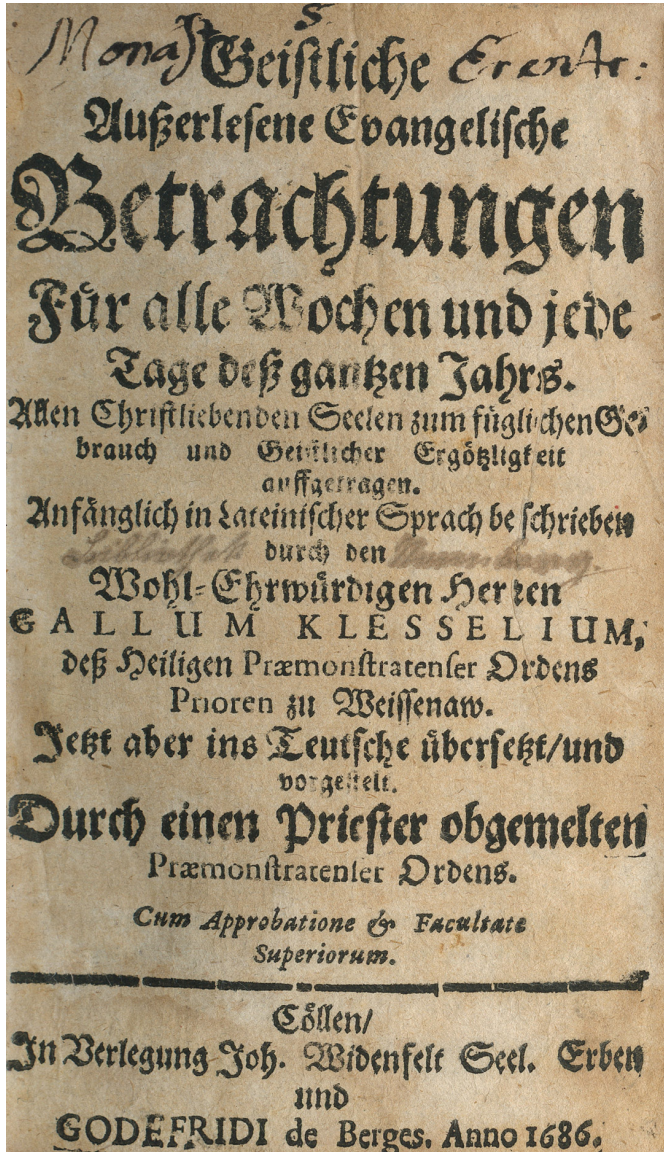 Monast S Erentr:
Geistliche
Außerlesene Evangelische
Betrachtungen
Für alle Wochen und jede
Tage deß gantzen Jahrs.
Allen Christliebenden Seelen zum füglichen Ge⸗
brauch und Geistlicher Ergötzligkeit
auffgetragen.
Anfänglich in Lateinischer Sprach beschrieben
durch den
Wohl⸗Ehrwürdigen Herren
GALLUM KLESSELIUM,
deß Heiligen Præmonstratenser Ordens
Prioren zu Weissenaw.
Jetzt aber ins Teutsche übersetzt/und
vorgestelt.
Durch einen Priester obgemelten
Præmonstratenser Ordens.
Cum Approbatione & Facultate
Superiorum.
Cöllen/
In Verlegung Joh. Widenfelt Seel. Erben
und
GODEFRIDI de Berges. Anno 1686.